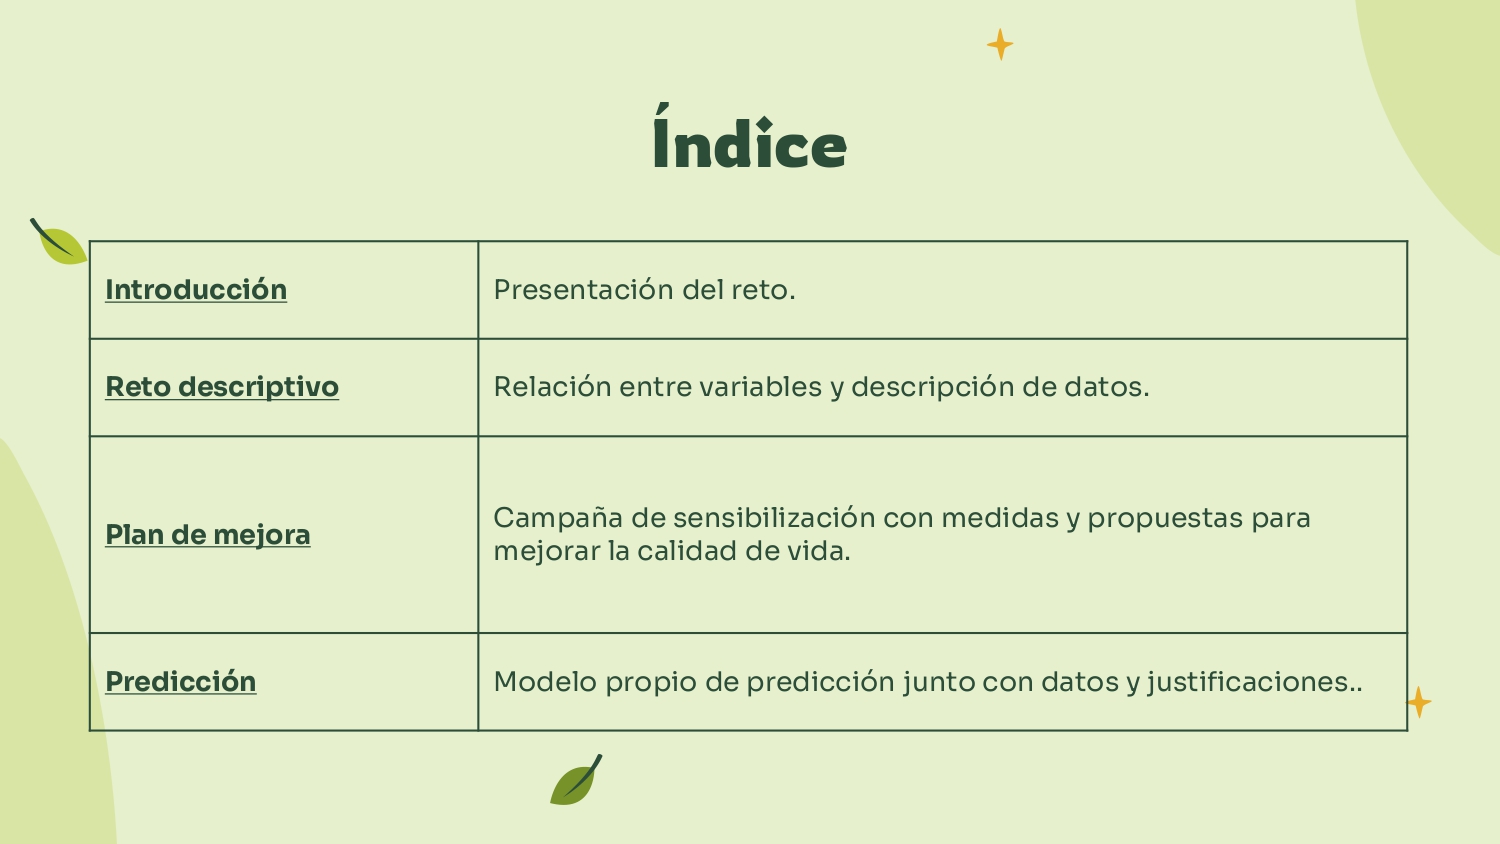 Índice
Introducción
Presentación del reto.
Reto descriptivo
Relación entre variables y descripción de datos.
Plan de mejora
Campaña de sensibilización con medidas y propuestas para
mejorar la calidad de vida.
Predicción
Modelo propio de predicción junto con datos y justificaciones..